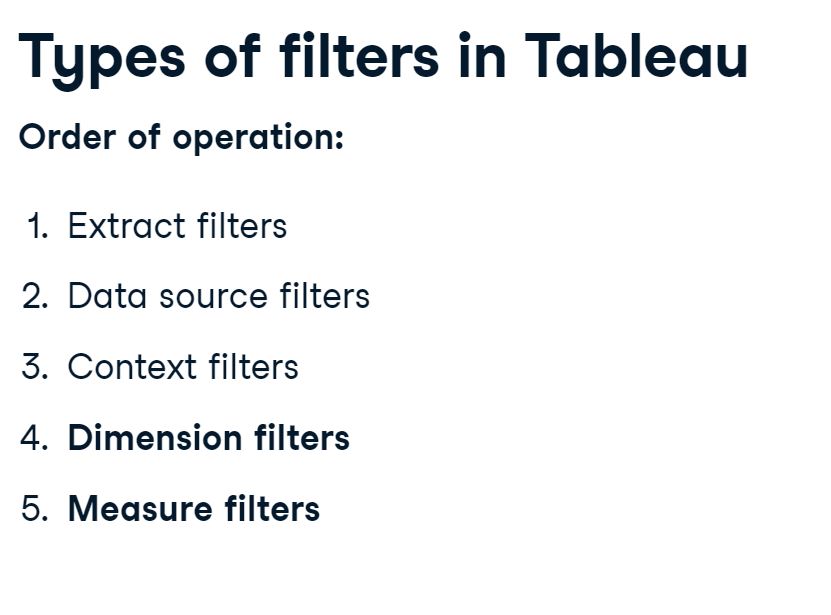 Types of filters in Tableau
Order of operation:
1. Extract filters
2. Data source filters
3. Context filters
4. Dimension filters
5. Measure filters